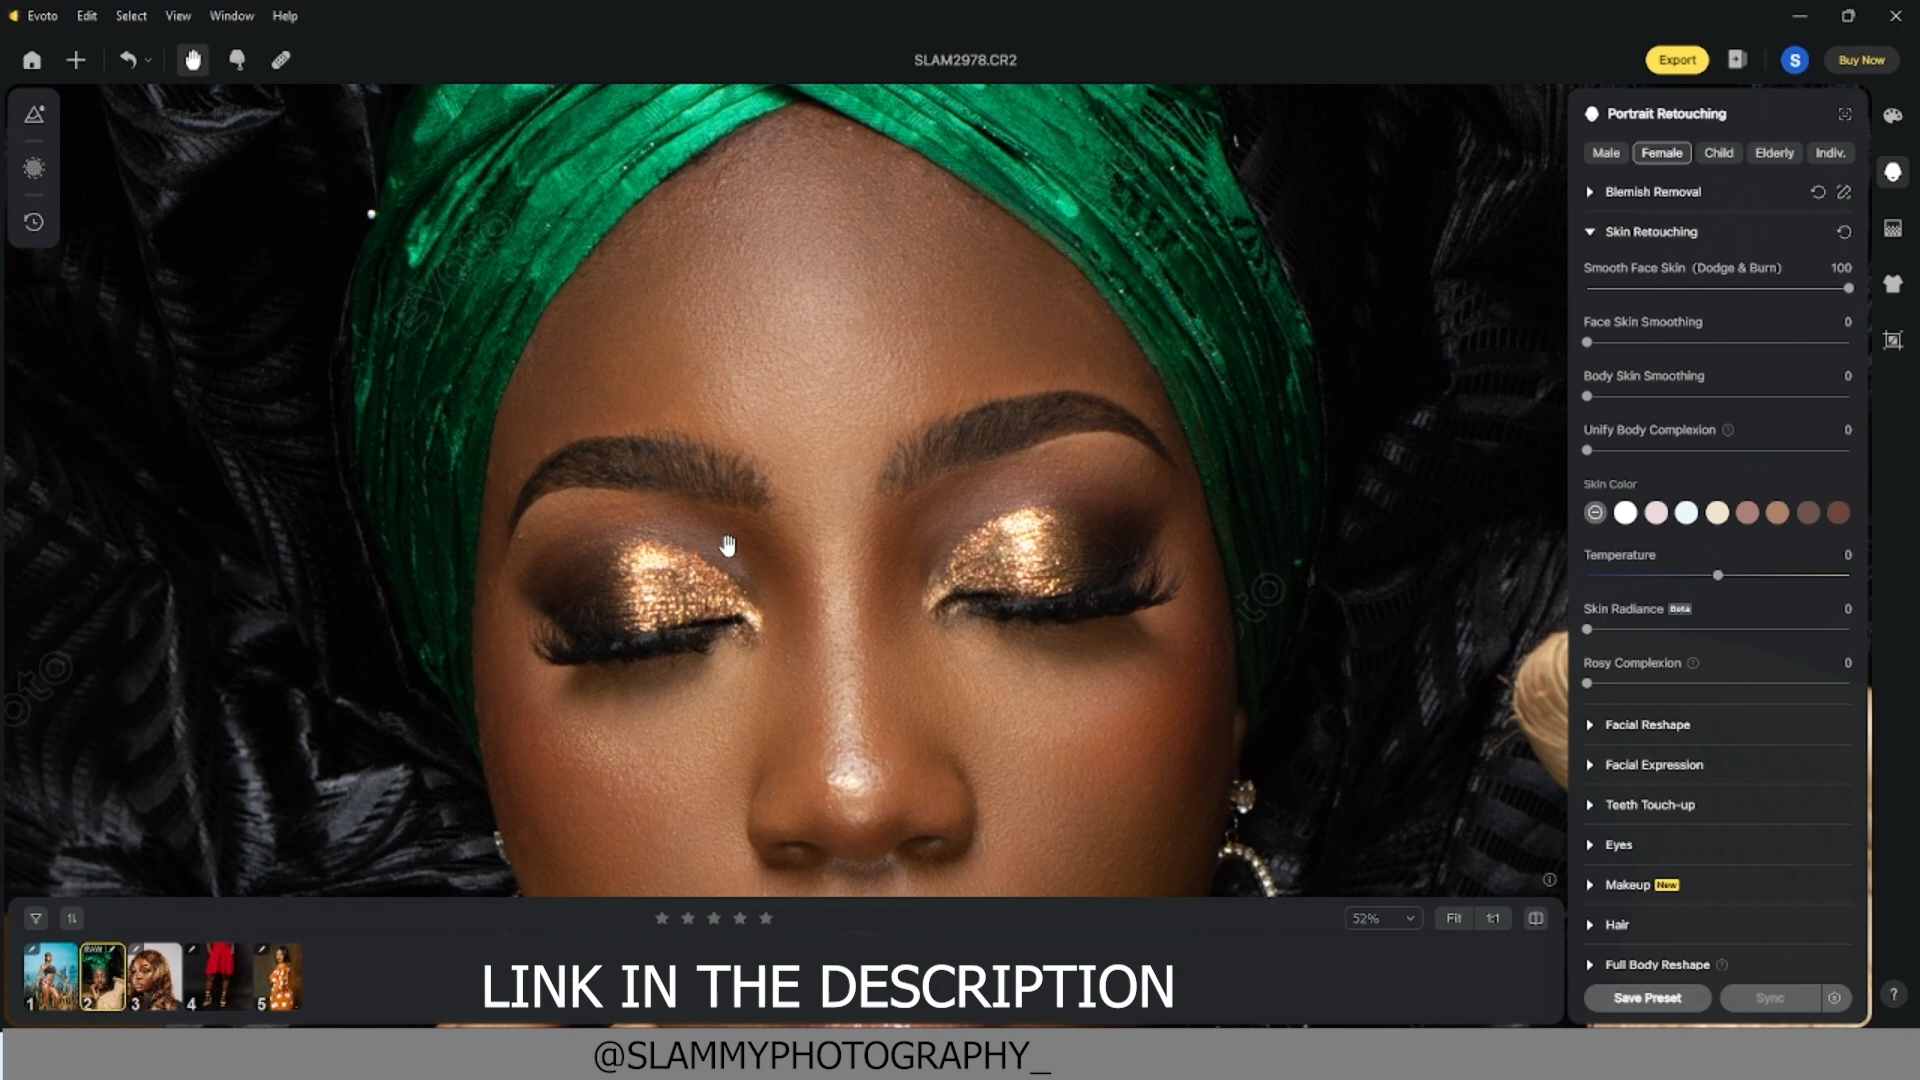 Evoto Edit Select View Window Help
SLAM2978.CR2
Export
S
Buy Now
Portrait Retouching
Male Female Child Elderly Indiv.
Blemish Removal
Skin Retouching
Smooth Face Skin (Dodge & Burn) 100
Face Skin Smoothing 0
Body Skin Smoothing 0
Unify Body Complexion 0
Skin Color
Temperature 0
Skin Radiance Beta 0
Rosy Complexion 0
Facial Reshape
Facial Expression
Teeth Touch-up
Eyes
Makeup New
Hair
Full Body Reshape
Save Preset Sync
Evoto
oto
oto
52% Fit 1:1
1 2 3 4 5
LINK IN THE DESCRIPTION
@SLAMMYPHOTOGRAPHY_